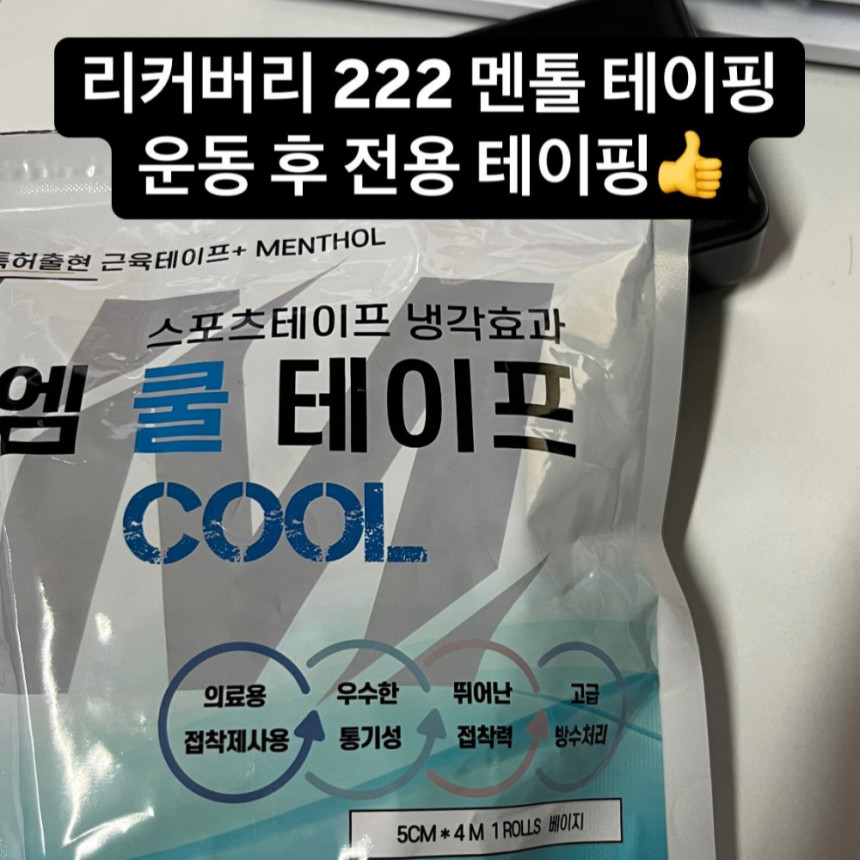 리커버리 222 멘톨 테이핑
운동 후 전용 테이핑👍
특허출현 근육테이프+ MENTHOL
스포츠테이프 냉각효과
엠 쿨 테이프
COOL
의료용 우수한 뛰어난 고급
접착제사용 통기성 접착력 방수처리
5CM * 4 M 1 ROLLS 베이지